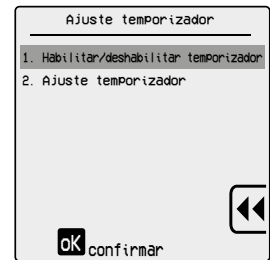 Ajuste temporizador
1. Habilitar/deshabilitar temporizador
2. Ajuste temporizador
OK confirmar